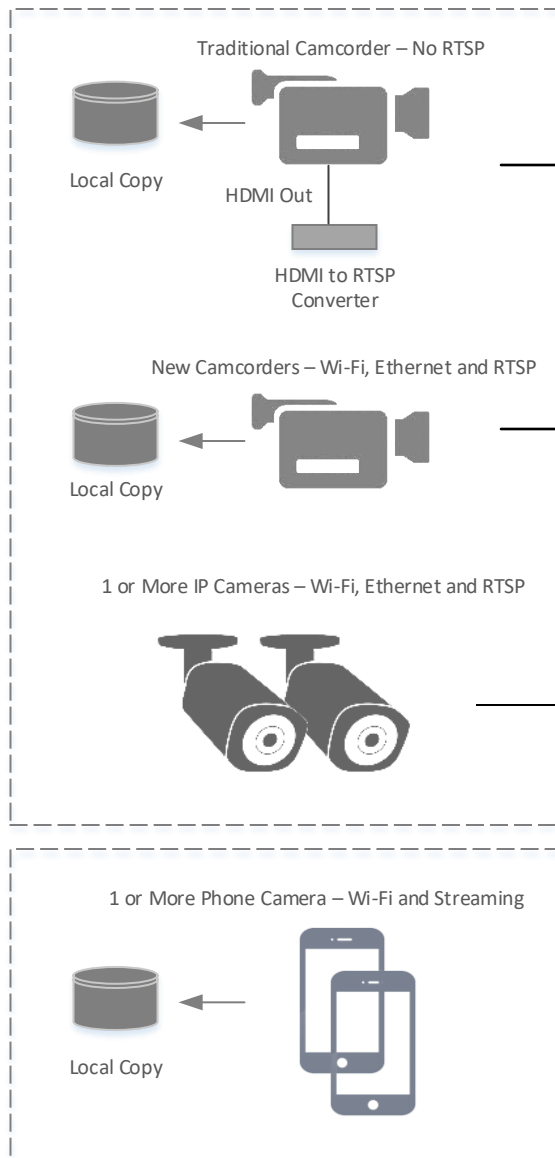 Traditional Camcorder – No RTSP
Local Copy
HDMI Out
HDMI to RTSP
Converter
New Camcorders – Wi-Fi, Ethernet and RTSP
Local Copy
1 or More IP Cameras – Wi-Fi, Ethernet and RTSP
1 or More Phone Camera – Wi-Fi and Streaming
Local Copy